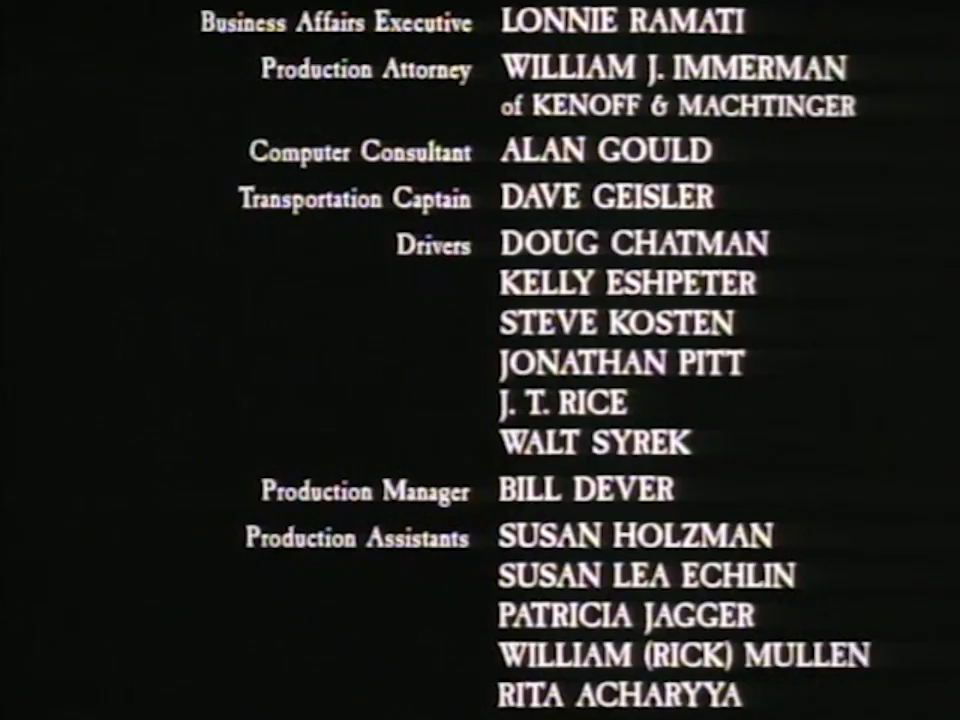 Business Affairs Executive LONNIE RAMATI
Production Attorney WILLIAM J. IMMERMAN
of KENOFF & MACHTINGER
Computer Consultant ALAN GOULD
Transportation Captain DAVE GEISLER
Drivers DOUG CHATMAN
KELLY ESHPETER
STEVE KOSTEN
JONATHAN PITT
J. T. RICE
WALT SYREK
Production Manager BILL DEVER
Production Assistants SUSAN HOLZMAN
SUSAN LEA ECHLIN
PATRICIA JAGGER
WILLIAM (RICK) MULLEN
RITA ACHARYYA